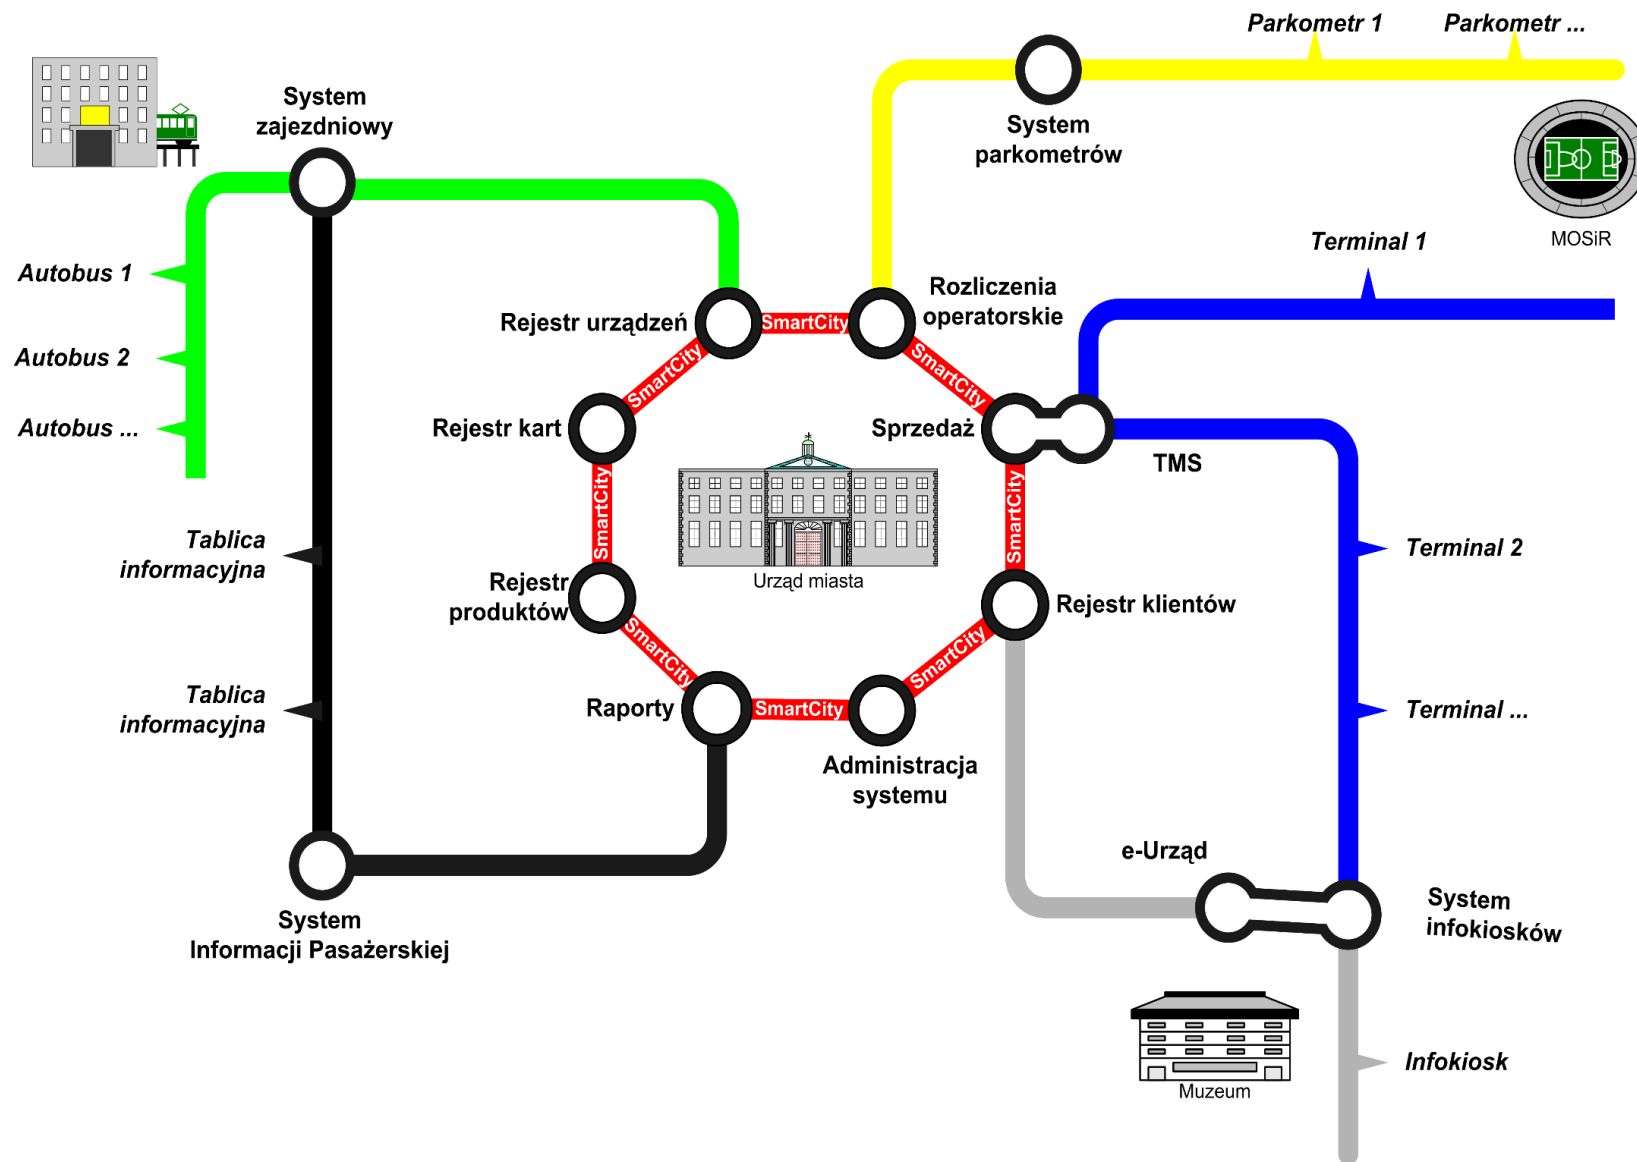 Parkometr 1
Parkometr ...
System
zajezdniowy
System
parkometrów
MOSiR
Terminal 1
Autobus 1
Autobus 2
Autobus ...
Rejestr urządzeń
SmartCity
Rozliczenia
operatorskie
SmartCity
SmartCity
Rejestr kart
Sprzedaż
TMS
SmartCity
SmartCity
Urząd miasta
Tablica
informacyjna
Terminal 2
Rejestr
produktów
Rejestr klientów
SmartCity
SmartCity
Tablica
informacyjna
Raporty
SmartCity
Terminal ...
Administracja
systemu
e-Urząd
System
infokiosków
System
Informacji Pasażerskiej
Infokiosk
Muzeum